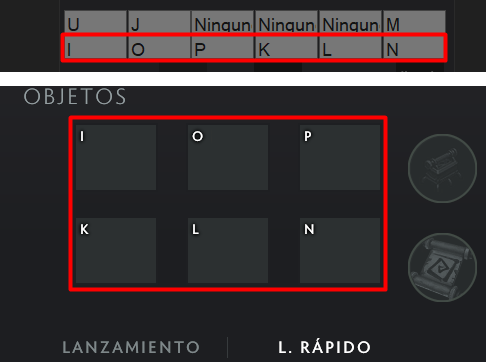 U J Ningun Ningun Ningun M
I O P K L N
OBJETOS
I O P
K L N
LANZAMIENTO L. RÁPIDO